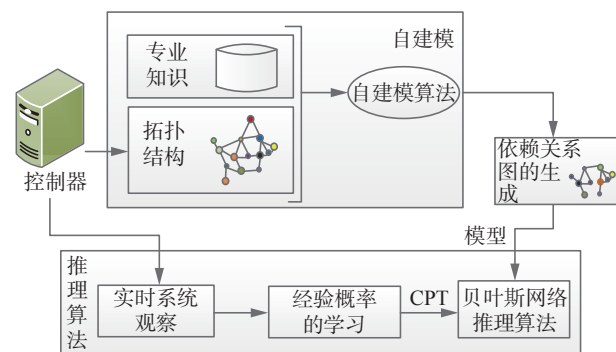 自建模
专业
知识
自建模算法
拓扑
结构
控制器
依赖关系
图的生
成
模型
推
理
算
法
实时系统
观察
经验概率
的学习
CPT
贝叶斯网络
推理算法